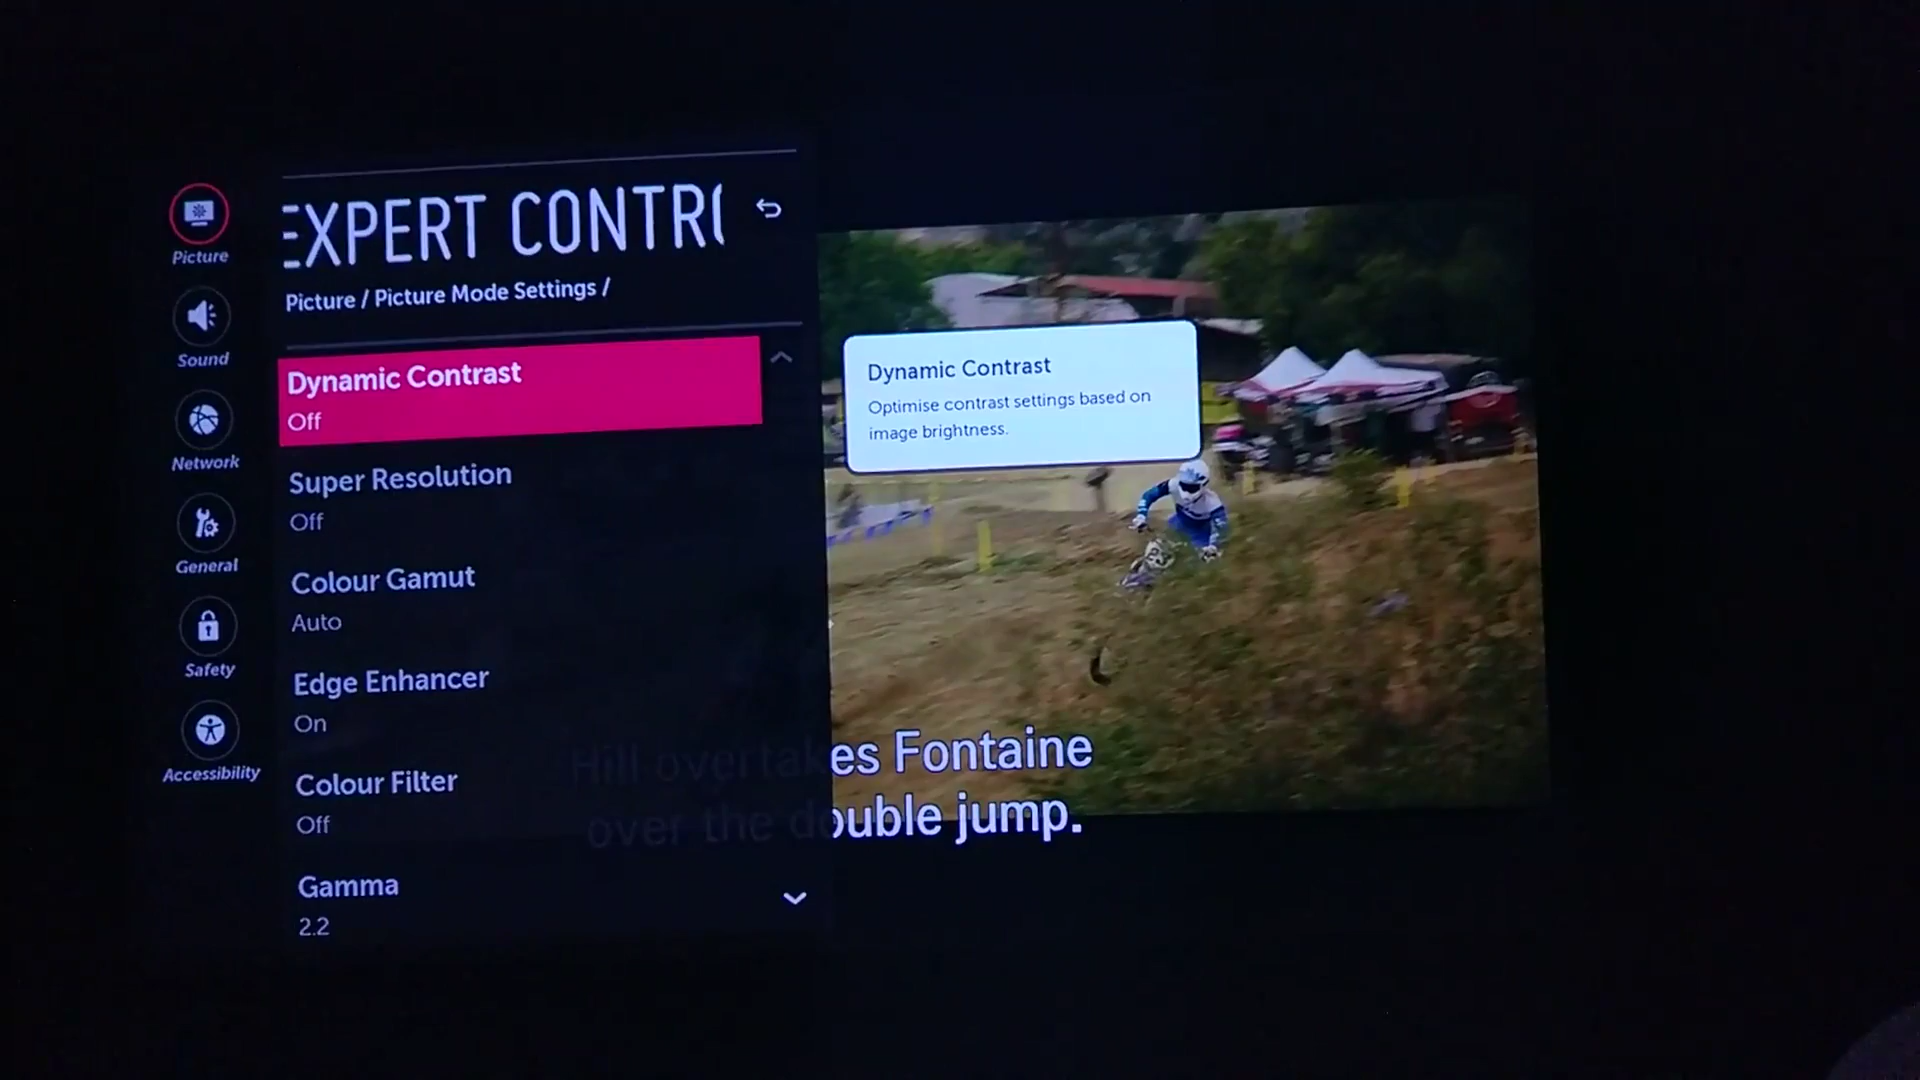 EXPERT CONTR
Picture / Picture Mode Settings /
Picture
Sound
Network
General
Safety
Accessibility
Dynamic Contrast
Off
Super Resolution
Off
Colour Gamut
Auto
Edge Enhancer
On
Colour Filter
Off
Gamma
2.2
Dynamic Contrast
Optimise contrast settings based on
image brightness.
Hill overtakes Fontaine
over the double jump.